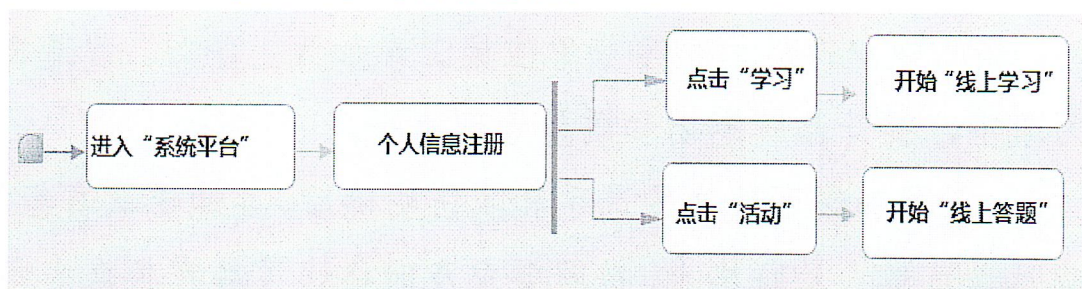 进入“系统平台”
个人信息注册
点击“学习”
开始“线上学习”
点击“活动”
开始“线上答题”